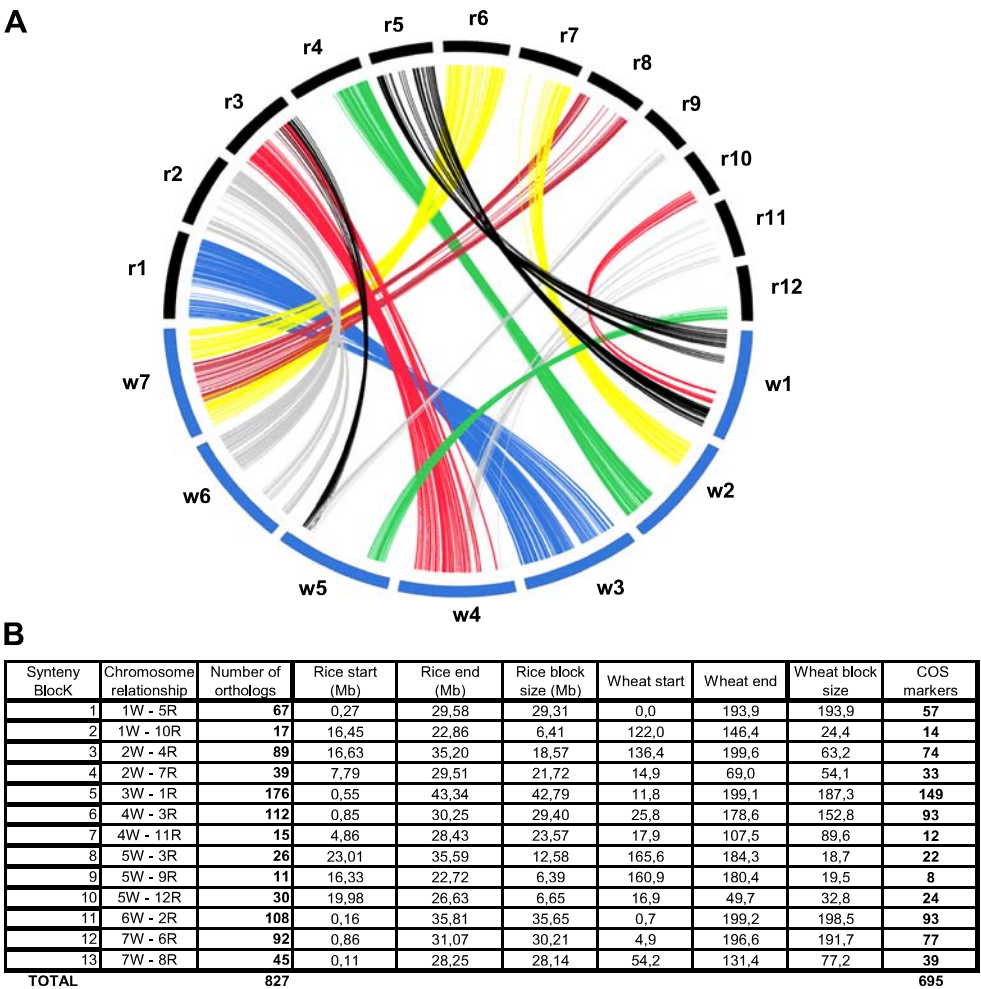 A
r1
r2
r3
r4
r5
r6
r7
r8
r9
r10
r11
r12
w1
w2
w3
w4
w5
w6
w7
B
Synteny BlocK Chromosome relationship Number of orthologs Rice start (Mb) Rice end (Mb) Rice block size (Mb) Wheat start Wheat end Wheat block size COS markers
1 1W - 5R 67 0,27 29,58 29,31 0,0 193,9 193,9 57
2 1W - 10R 17 16,45 22,86 6,41 122,0 146,4 24,4 14
3 2W - 4R 89 16,63 35,20 18,57 136,4 199,6 63,2 74
4 2W - 7R 39 7,79 29,51 21,72 14,9 69,0 54,1 33
5 3W - 1R 176 0,55 43,34 42,79 11,8 199,1 187,3 149
6 4W - 3R 112 0,85 30,25 29,40 25,8 178,6 152,8 93
7 4W - 11R 15 4,86 28,43 23,57 17,9 107,5 89,6 12
8 5W - 3R 26 23,01 35,59 12,58 165,6 184,3 18,7 22
9 5W - 9R 11 16,33 22,72 6,39 160,9 180,4 19,5 8
10 5W - 12R 30 19,98 26,63 6,65 16,9 49,7 32,8 24
11 6W - 2R 108 0,16 35,81 35,65 0,7 199,2 198,5 93
12 7W - 6R 92 0,86 31,07 30,21 4,9 196,6 191,7 77
13 7W - 8R 45 0,11 28,25 28,14 54,2 131,4 77,2 39
TOTAL 827 695